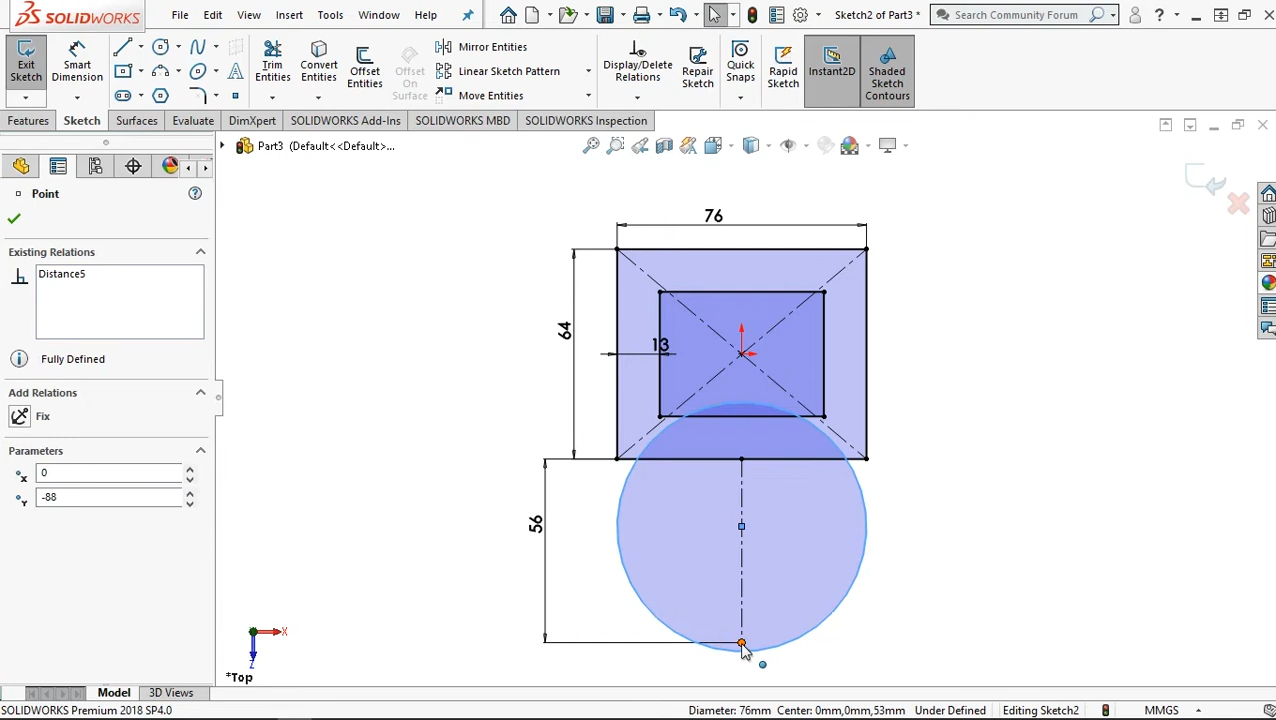 SOLIDWORKS File Edit View Insert Tools Window Help Sketch2 of Part3 * Search Community Forum ?
Exit Sketch
Smart Dimension
Trim Entities
Convert Entities
Offset Entities
Offset On Surface
Mirror Entities
Linear Sketch Pattern
Move Entities
Display/Delete Relations
Repair Sketch
Quick Snaps
Rapid Sketch
Instant2D
Shaded Sketch Contours
Features Sketch Surfaces Evaluate DimXpert SOLIDWORKS Add-Ins SOLIDWORKS MBD SOLIDWORKS Inspection
Part3 (Default<<Default>...
Point
Existing Relations
Distance5
Fully Defined
Add Relations
Fix
Parameters
0
-88
76
64
13
56
X
Z
*Top
Model 3D Views
SOLIDWORKS Premium 2018 SP4.0 Diameter: 76mm Center: 0mm,0mm,53mm Under Defined Editing Sketch2 MMGS